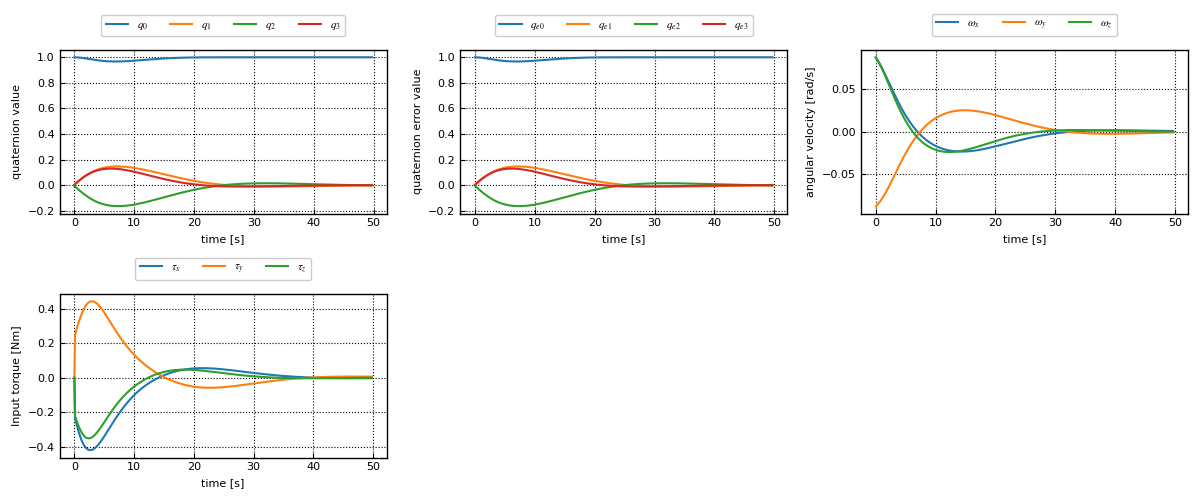 q0 q1 q2 q3
quaternion value
1.0
0.8
0.6
0.4
0.2
0.0
−0.2
0 10 20 30 40 50
time [s]
qe0 qe1 qe2 qe3
quaternion error value
1.0
0.8
0.6
0.4
0.2
0.0
−0.2
0 10 20 30 40 50
time [s]
ωx ωy ωz
angular velocity [rad/s]
0.05
0.00
−0.05
0 10 20 30 40 50
time [s]
τx τy τz
Input torque [Nm]
0.4
0.2
0.0
−0.2
−0.4
0 10 20 30 40 50
time [s]